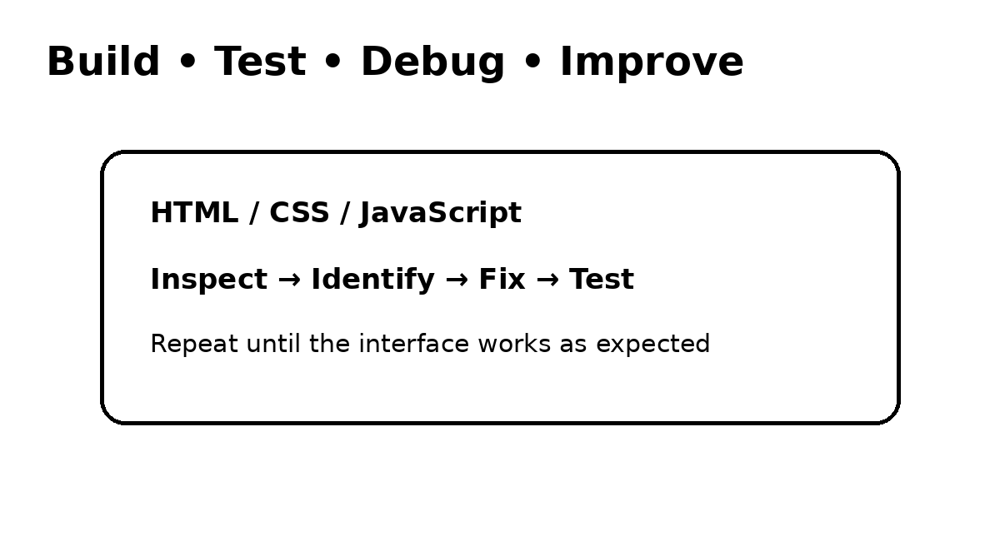 Build • Test • Debug • Improve
HTML / CSS / JavaScript
Inspect → Identify → Fix → Test
Repeat until the interface works as expected